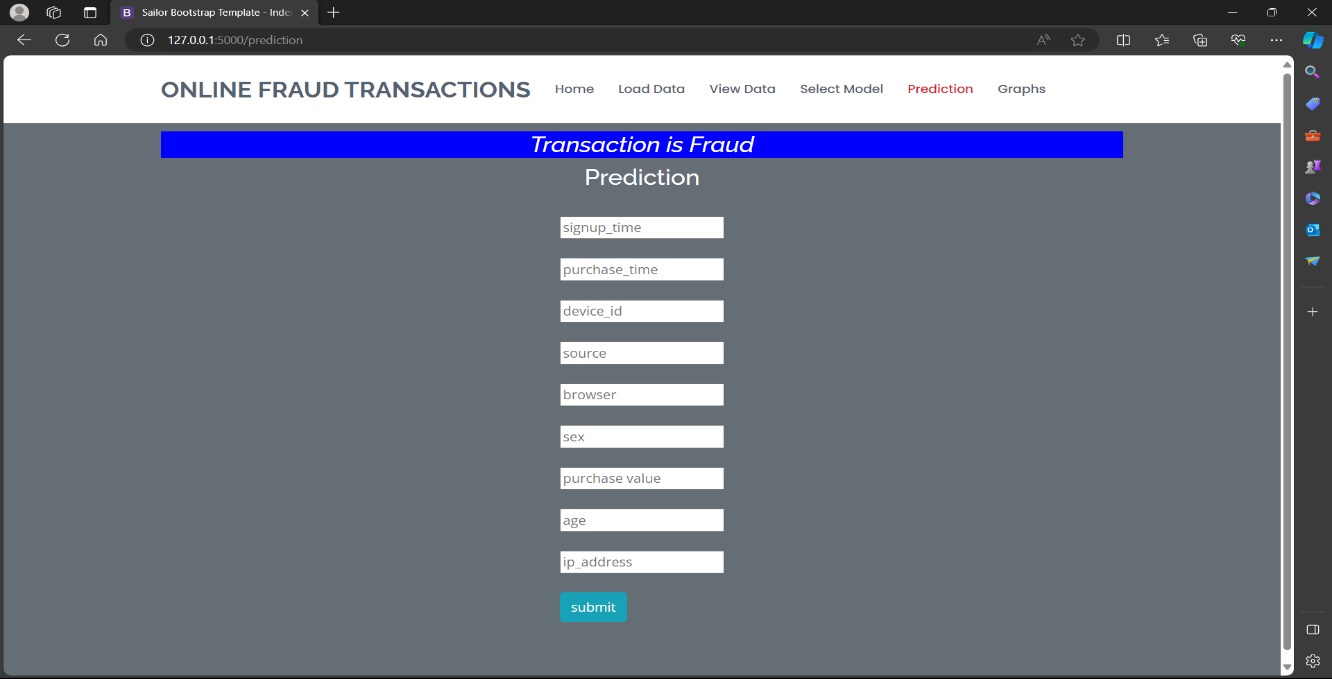 Sailor Bootstrap Template - Inde
127.0.0.1:5000/prediction
ONLINE FRAUD TRANSACTIONS
Home
Load Data
View Data
Select Model
Prediction
Graphs
Transaction is Fraud
Prediction
signup_time
purchase_time
device_id
source
browser
sex
purchase value
age
ip_address
submit